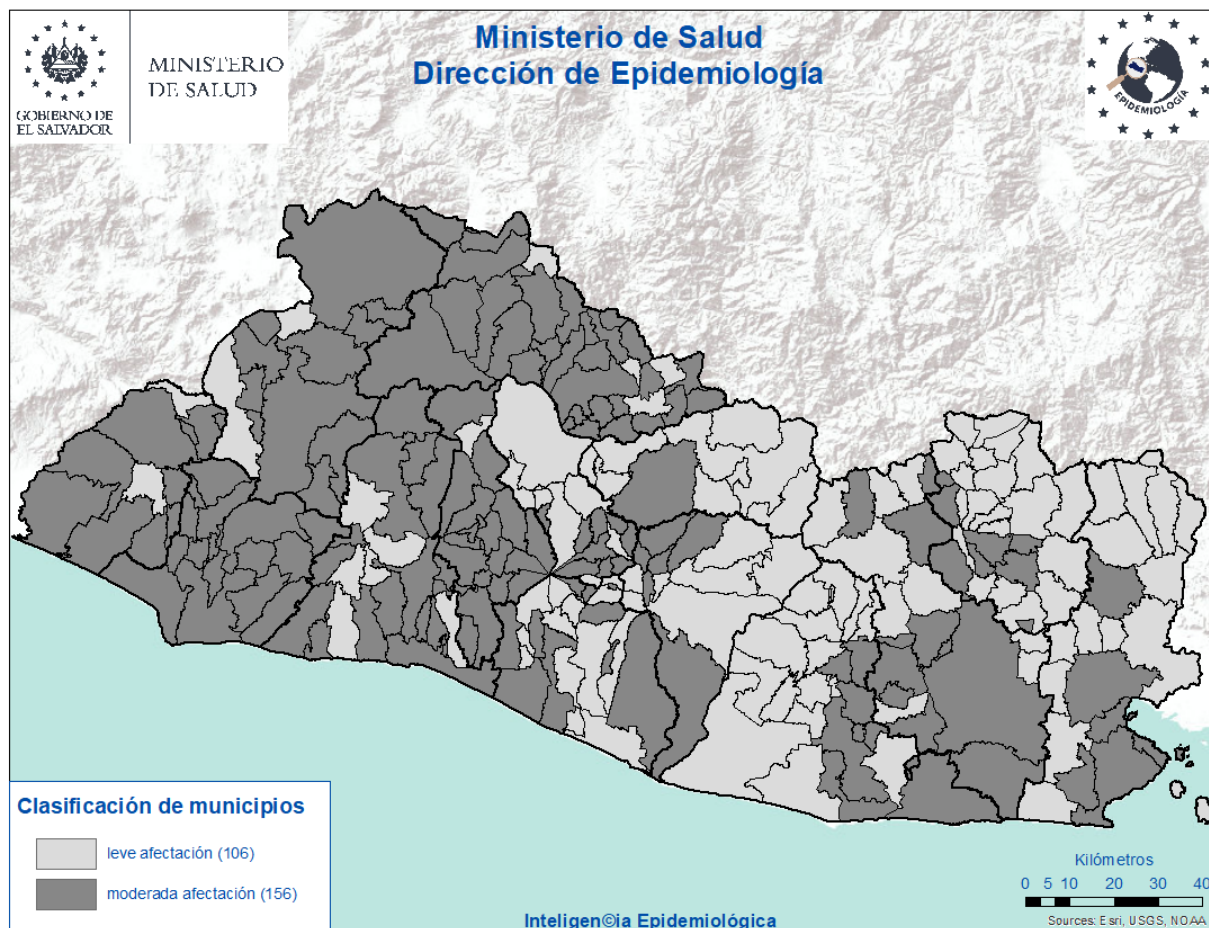 Ministerio de Salud
Dirección de Epidemiología
GOBIERNO DE
EL SALVADOR
MINISTERIO
DE SALUD
EPIDEMIOLOGÍA
Clasificación de municipios
leve afectación (106)
moderada afectación (156)
Kilómetros
0 5 10 20 30 40
Inteligen©ia Epidemiológica
Sources: Esri, USGS, NOAA